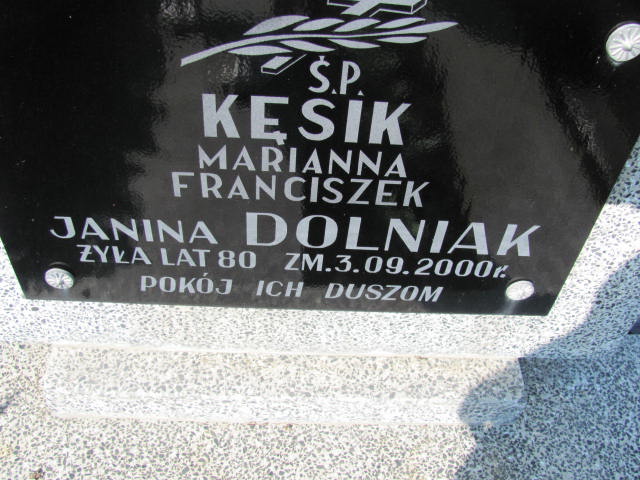 Ś.P.
KĘSIK
MARIANNA
FRANCISZEK
JANINA DOLNIAK
ŻYŁA LAT 80 ZM.3.09.2000r.
POKÓJ ICH DUSZOM